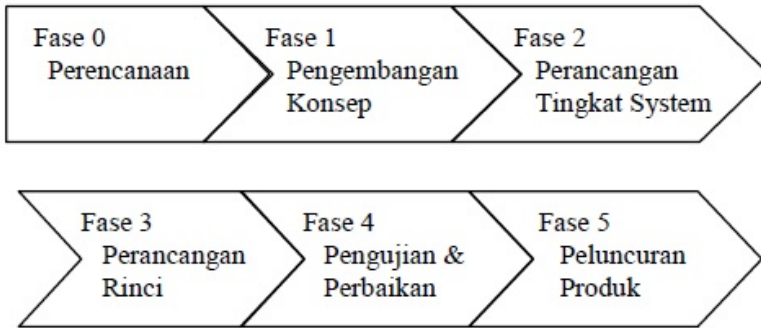 Fase 0
Perencanaan
Fase 1
Pengembangan
Konsep
Fase 2
Perancangan
Tingkat System
Fase 3
Perancangan
Rinci
Fase 4
Pengujian &
Perbaikan
Fase 5
Peluncuran
Produk